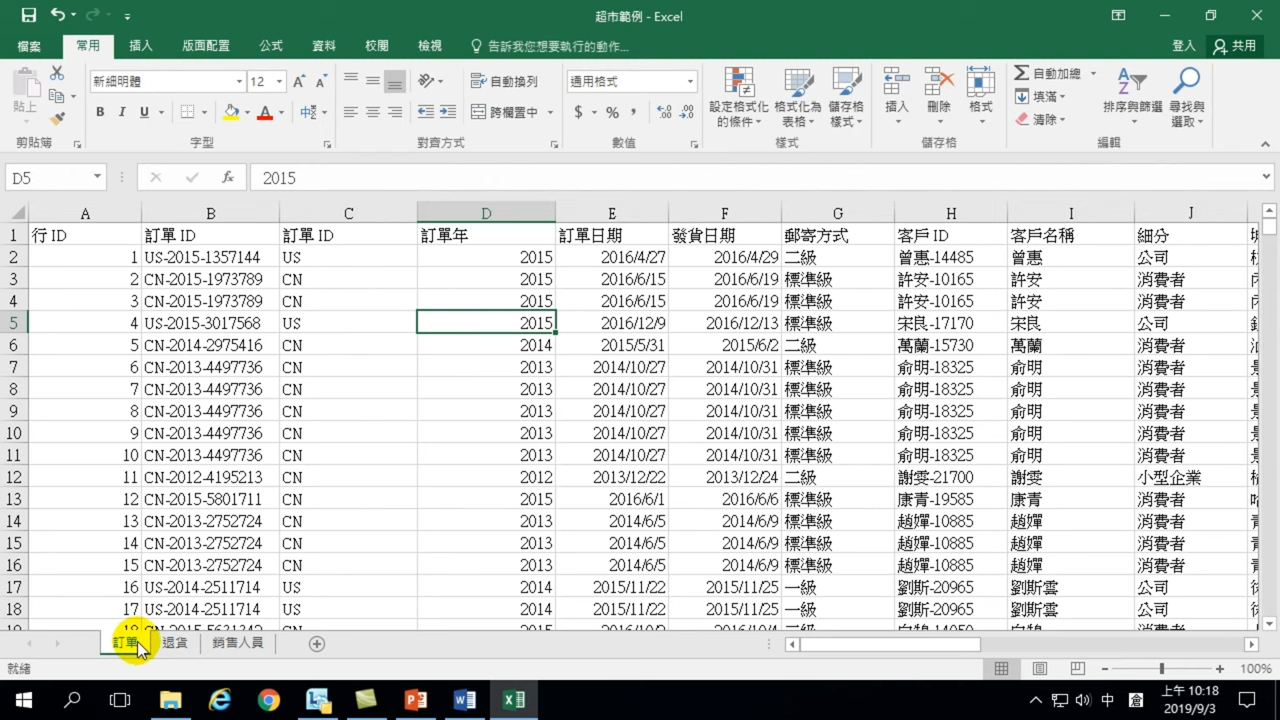 超市範例 - Excel
檔案 常用 插入 版面配置 公式 資料 校閱 檢視 告訴我您想要執行的動作... 登入 共用
貼上 新細明體 12 自動換列 通用格式 設定格式化的條件 格式化為表格 儲存格樣式 插入 刪除 格式 自動加總 填滿 清除 排序與篩選 尋找與選取
B I U 跨欄置中 $ % ,
剪貼簿 字型 對齊方式 數值 樣式 儲存格 編輯
D5 fx 2015
A B C D E F G H I J
1 行 ID 訂單 ID 訂單 ID 訂單年 訂單日期 發貨日期 郵寄方式 客戶 ID 客戶名稱 細分
2 1 US-2015-1357144 US 2015 2016/4/27 2016/4/29 二級 曾惠-14485 曾惠 公司
3 2 CN-2015-1973789 CN 2015 2016/6/15 2016/6/19 標準級 許安-10165 許安 消費者
4 3 CN-2015-1973789 CN 2015 2016/6/15 2016/6/19 標準級 許安-10165 許安 消費者
5 4 US-2015-3017568 US 2015 2016/12/9 2016/12/13 標準級 宋良-17170 宋良 公司
6 5 CN-2014-2975416 CN 2014 2015/5/31 2015/6/2 二級 萬蘭-15730 萬蘭 消費者
7 6 CN-2013-4497736 CN 2013 2014/10/27 2014/10/31 標準級 俞明-18325 俞明 消費者
8 7 CN-2013-4497736 CN 2013 2014/10/27 2014/10/31 標準級 俞明-18325 俞明 消費者
9 8 CN-2013-4497736 CN 2013 2014/10/27 2014/10/31 標準級 俞明-18325 俞明 消費者
10 9 CN-2013-4497736 CN 2013 2014/10/27 2014/10/31 標準級 俞明-18325 俞明 消費者
11 10 CN-2013-4497736 CN 2013 2014/10/27 2014/10/31 標準級 俞明-18325 俞明 消費者
12 11 CN-2012-4195213 CN 2012 2013/12/22 2013/12/24 二級 謝雯-21700 謝雯 小型企業
13 12 CN-2015-5801711 CN 2015 2016/6/1 2016/6/6 標準級 康青-19585 康青 消費者
14 13 CN-2013-2752724 CN 2013 2014/6/5 2014/6/9 標準級 趙嬋-10885 趙嬋 消費者
15 14 CN-2013-2752724 CN 2013 2014/6/5 2014/6/9 標準級 趙嬋-10885 趙嬋 消費者
16 15 CN-2013-2752724 CN 2013 2014/6/5 2014/6/9 標準級 趙嬋-10885 趙嬋 消費者
17 16 US-2014-2511714 US 2014 2015/11/22 2015/11/25 一級 劉斯-20965 劉斯雲 公司
18 17 US-2014-2511714 US 2014 2015/11/22 2015/11/25 一級 劉斯-20965 劉斯雲 公司
訂單 退貨 銷售人員
就緒 100%
中 上午 10:18
2019/9/3